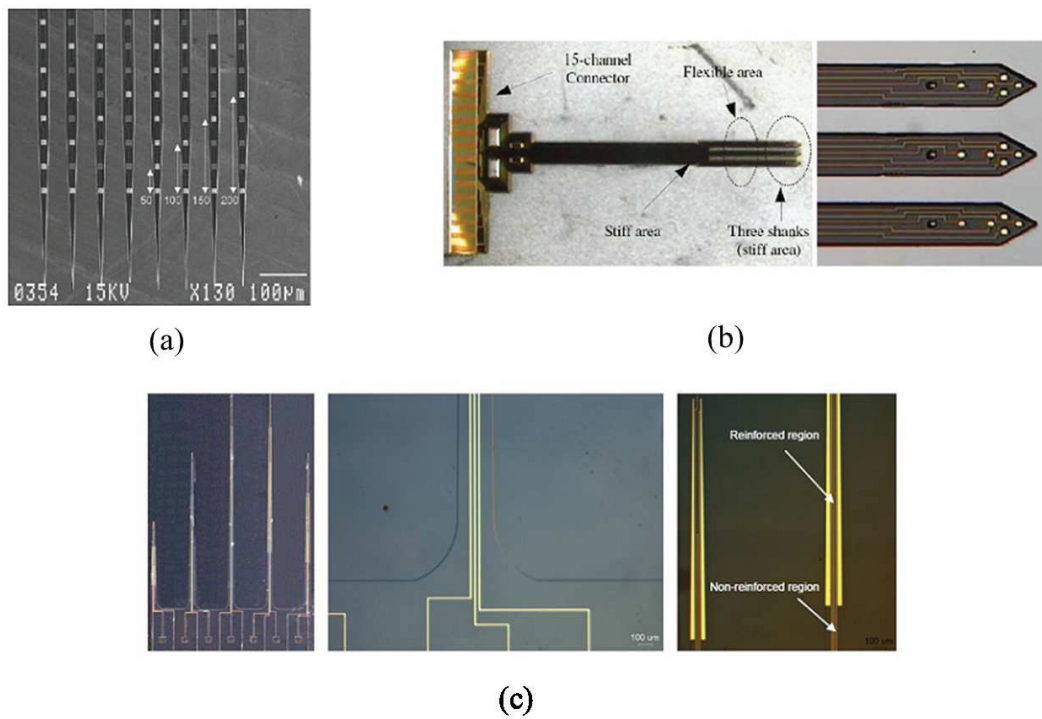 50
100
150
200
0354 15KV X130 100μm
(a)
15-channel
Connector
Flexible area
Stiff area
Three shanks
(stiff area)
(b)
100 um
Reinforced region
Non-reinforced region
100 um
(c)